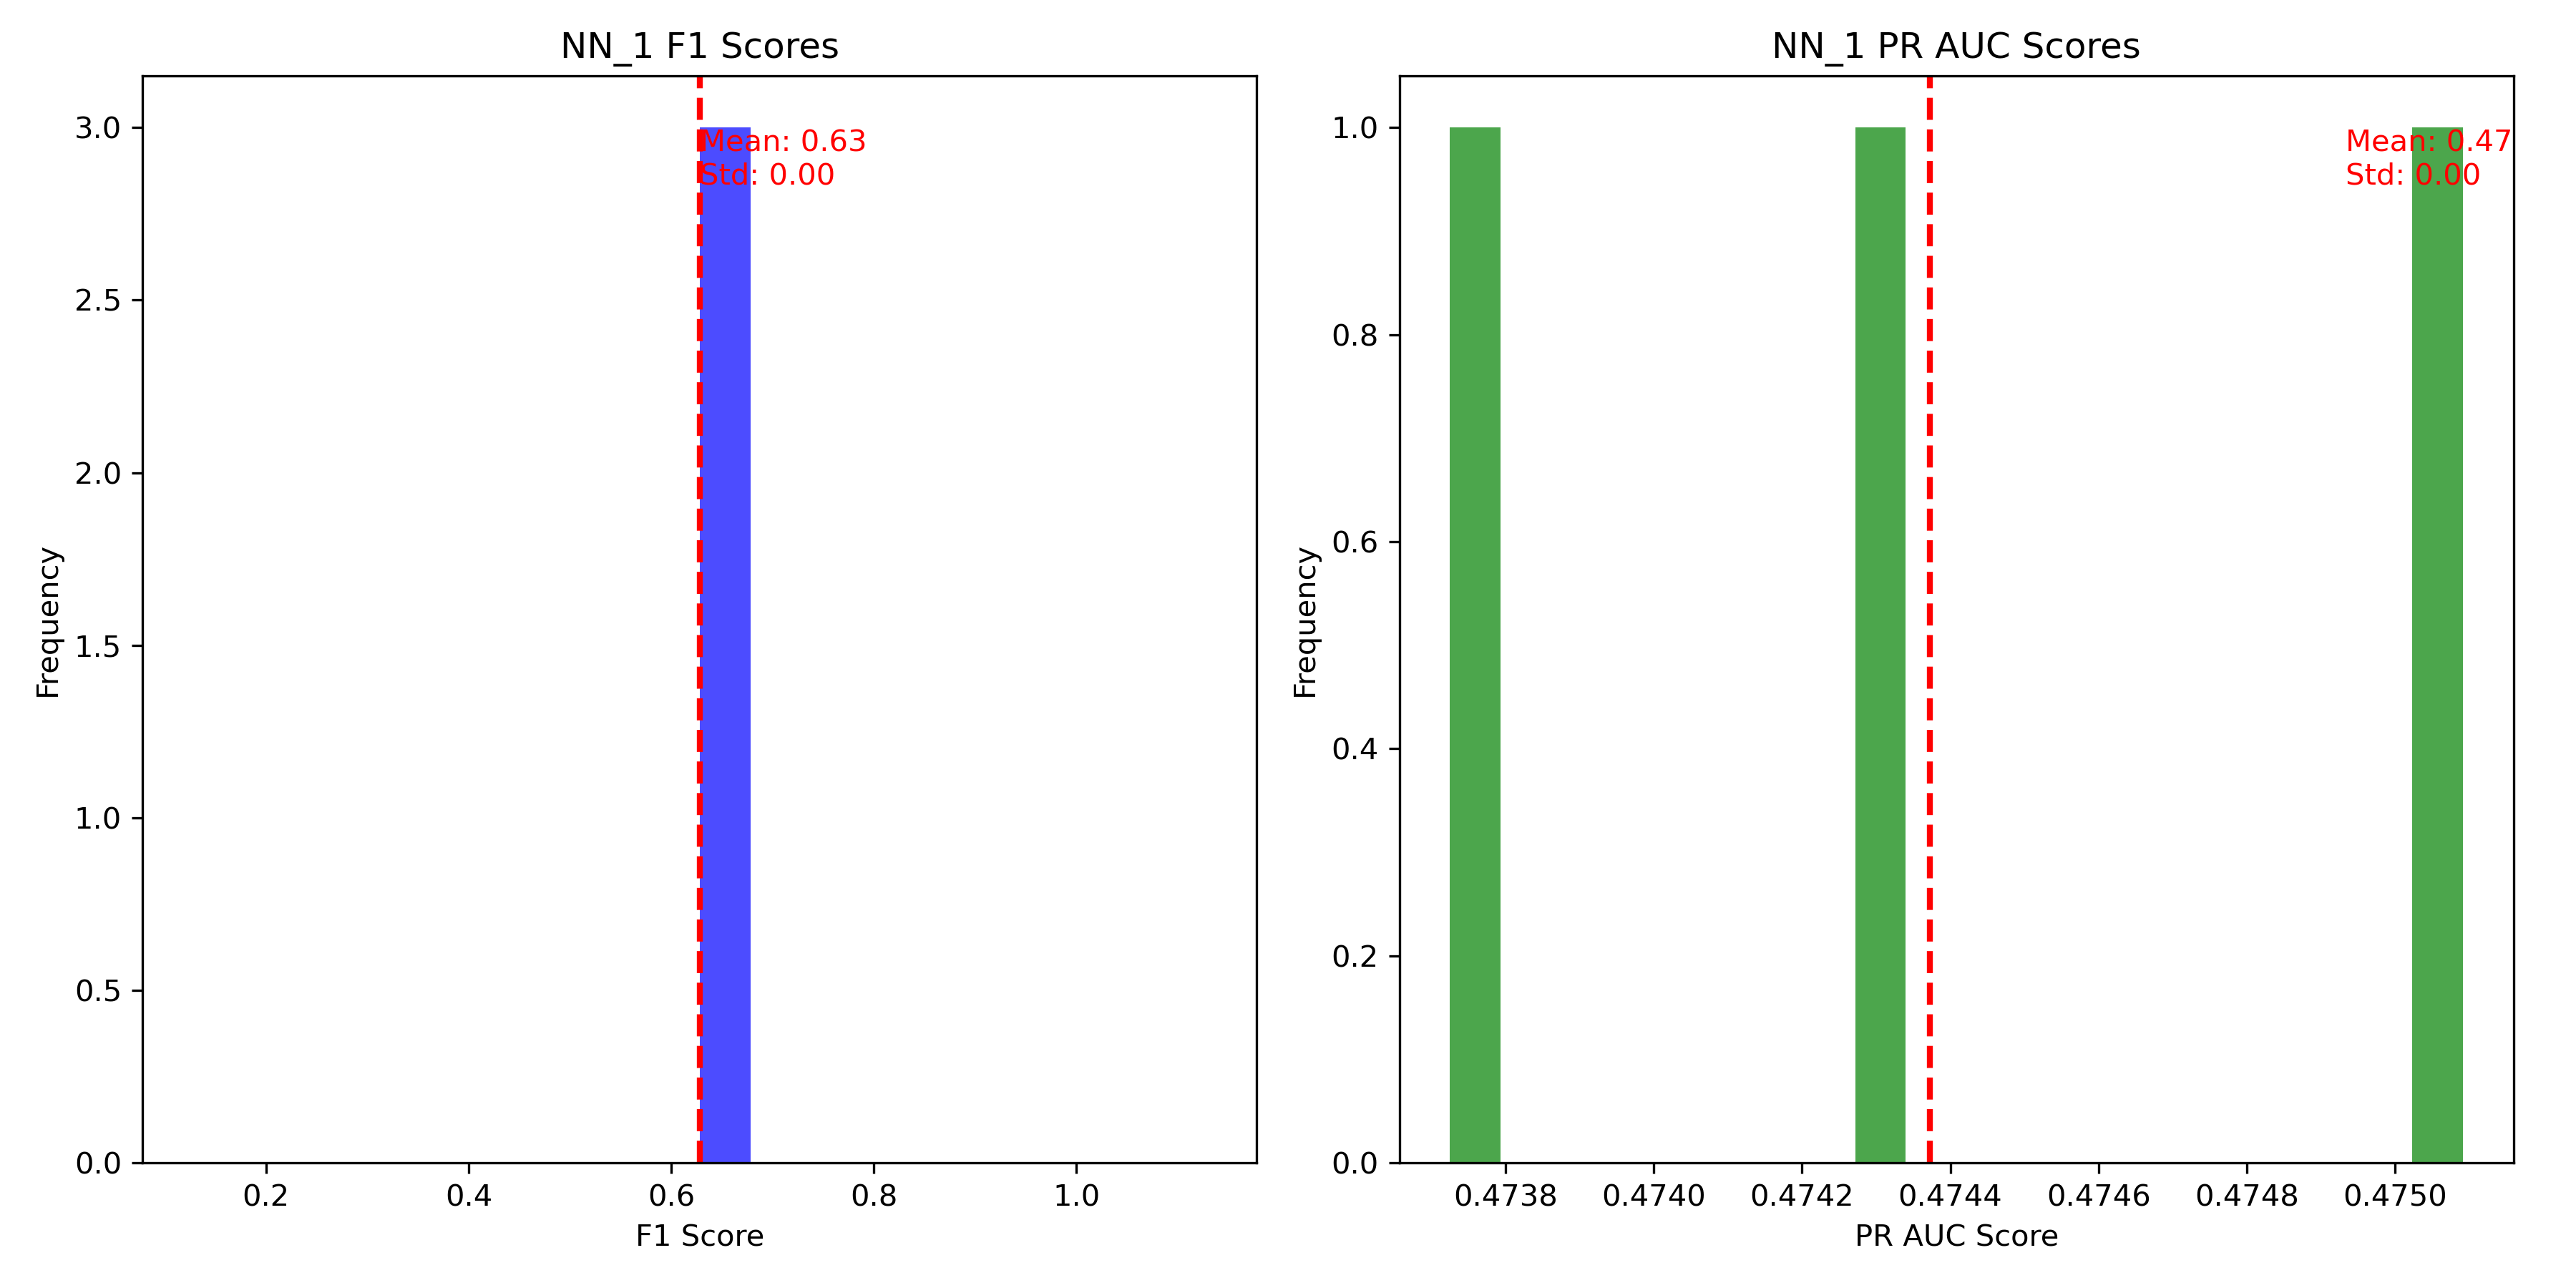 NN_1 F1 Scores
Frequency
3.0
2.5
2.0
1.5
1.0
0.5
0.0
Mean: 0.63
Std: 0.00
0.2 0.4 0.6 0.8 1.0
F1 Score
NN_1 PR AUC Scores
Frequency
1.0
0.8
0.6
0.4
0.2
0.0
Mean: 0.47
Std: 0.00
0.4738 0.4740 0.4742 0.4744 0.4746 0.4748 0.4750
PR AUC Score